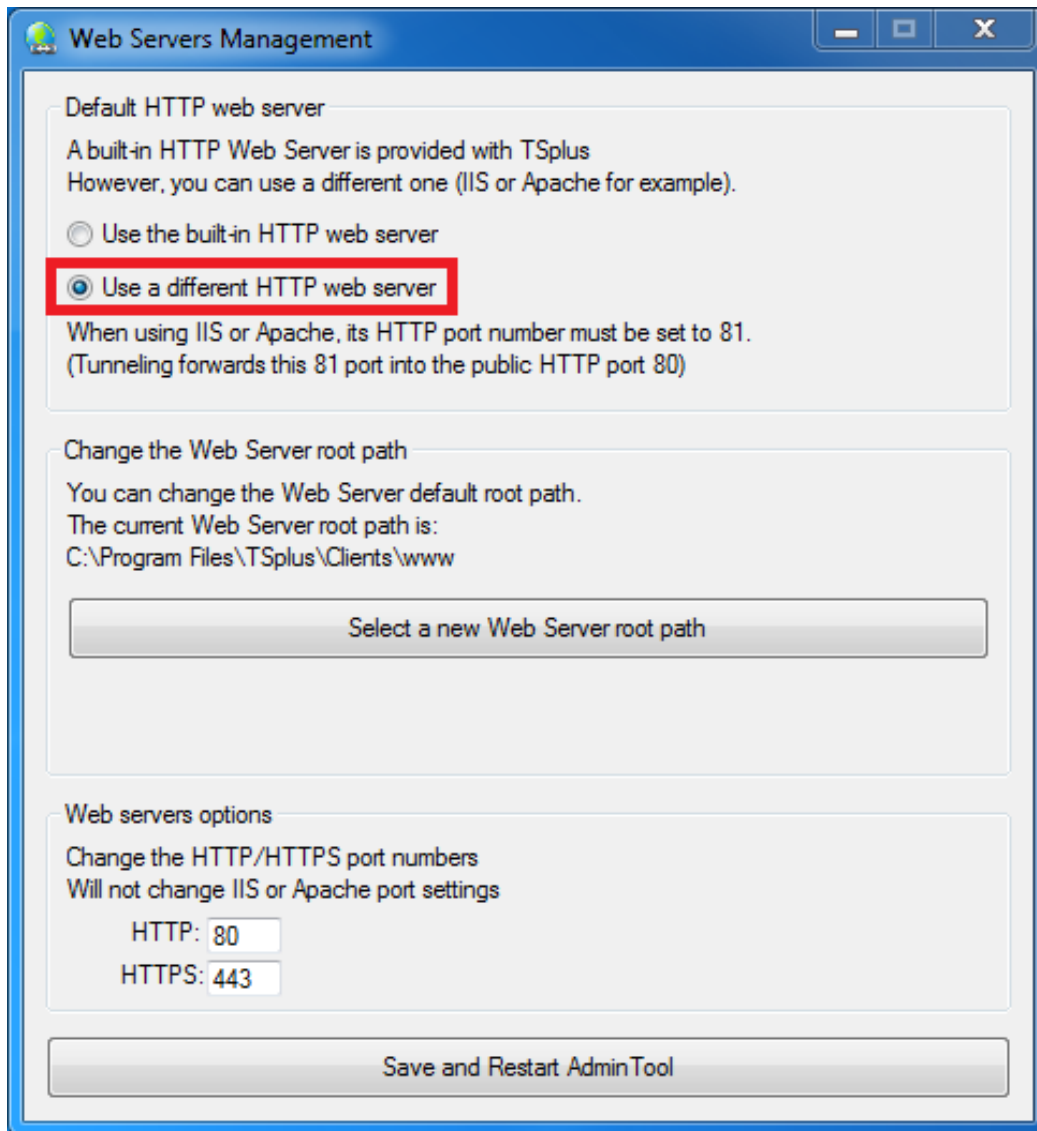 Web Servers Management
Default HTTP web server
A built-in HTTP Web Server is provided with TSplus
However, you can use a different one (IIS or Apache for example).
Use the built-in HTTP web server
Use a different HTTP web server
When using IIS or Apache, its HTTP port number must be set to 81.
(Tunneling forwards this 81 port into the public HTTP port 80)
Change the Web Server root path
You can change the Web Server default root path.
The current Web Server root path is:
C:\Program Files\TSplus\Clients\www
Select a new Web Server root path
Web servers options
Change the HTTP/HTTPS port numbers
Will not change IIS or Apache port settings
HTTP: 80
HTTPS: 443
Save and Restart AdminTool